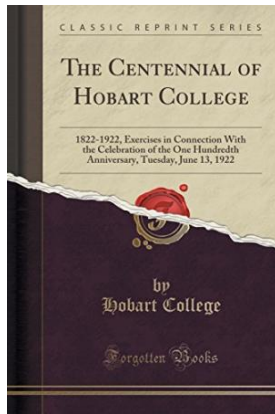 CLASSIC REPRINT SERIES
THE CENTENNIAL OF
HOBART COLLEGE
1822-1922, Exercises in Connection With
the Celebration of the One Hundredth
Anniversary, Tuesday, June 13, 1922
by
Hobart College
Forgotten Books